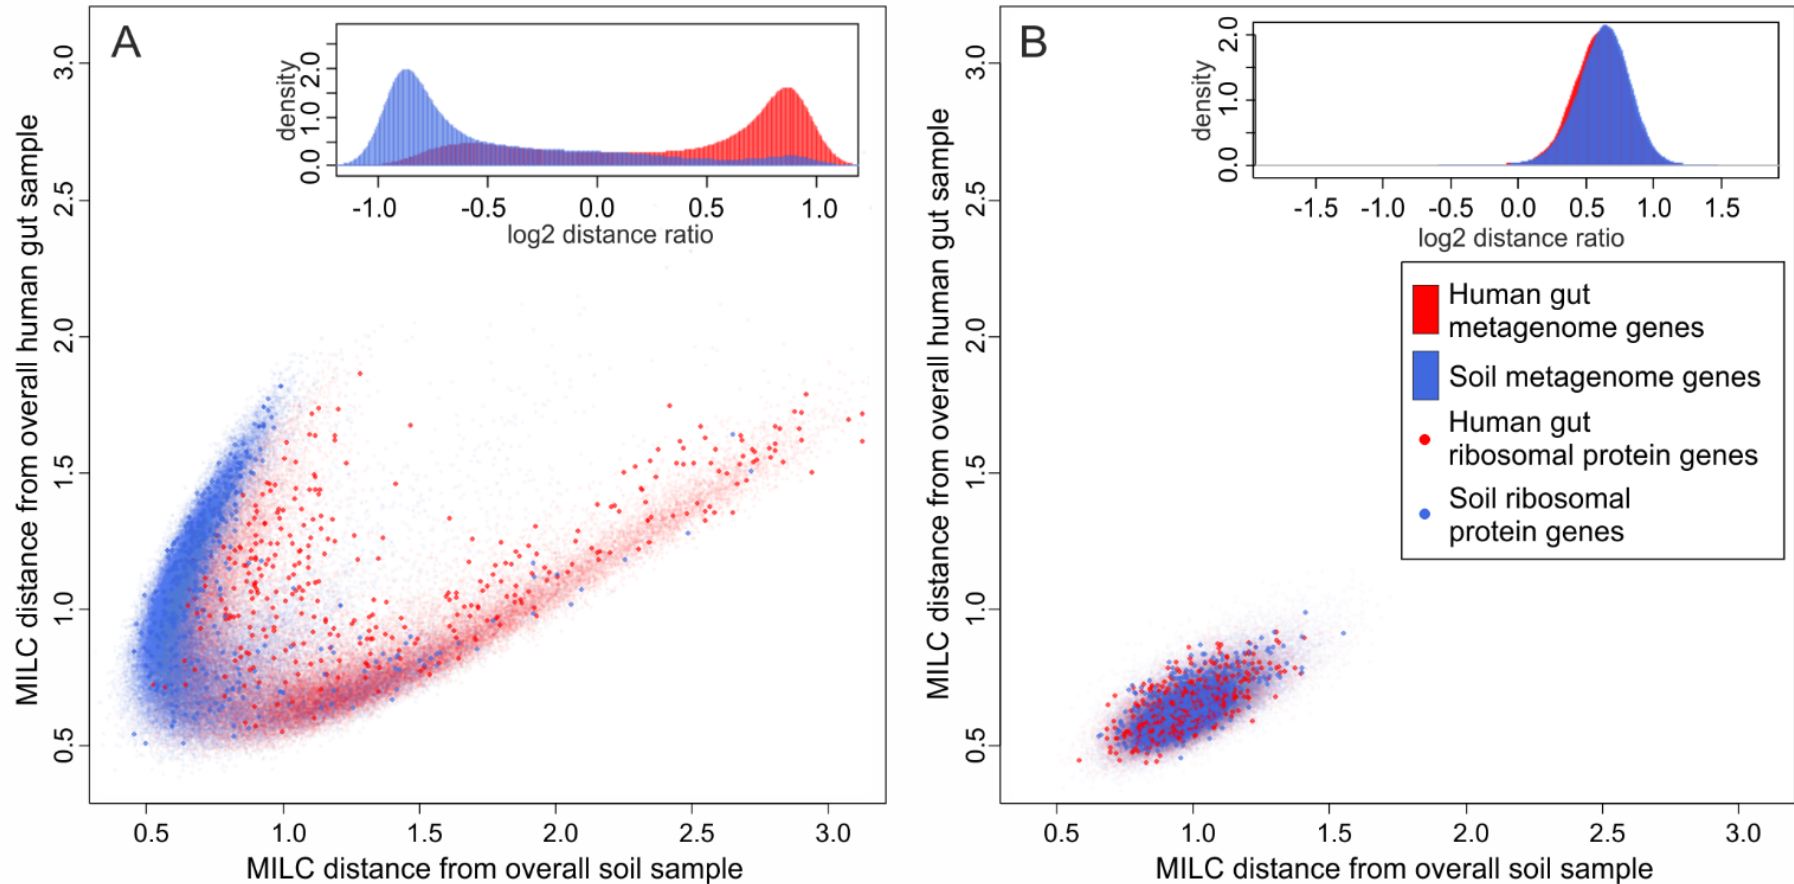 A
density
0.0
1.0
2.0
-1.0
-0.5
0.0
0.5
1.0
log2 distance ratio
MILC distance from overall human gut sample
3.0
2.5
2.0
1.5
1.0
0.5
0.5
1.0
1.5
2.0
2.5
3.0
MILC distance from overall soil sample
B
density
0.0
1.0
2.0
-1.5
-1.0
-0.5
0.0
0.5
1.0
1.5
log2 distance ratio
Human gut
metagenome genes
Soil metagenome genes
Human gut
ribosomal protein genes
Soil ribosomal
protein genes
MILC distance from overall human gut sample
3.0
2.5
2.0
1.5
1.0
0.5
0.5
1.0
1.5
2.0
2.5
3.0
MILC distance from overall soil sample